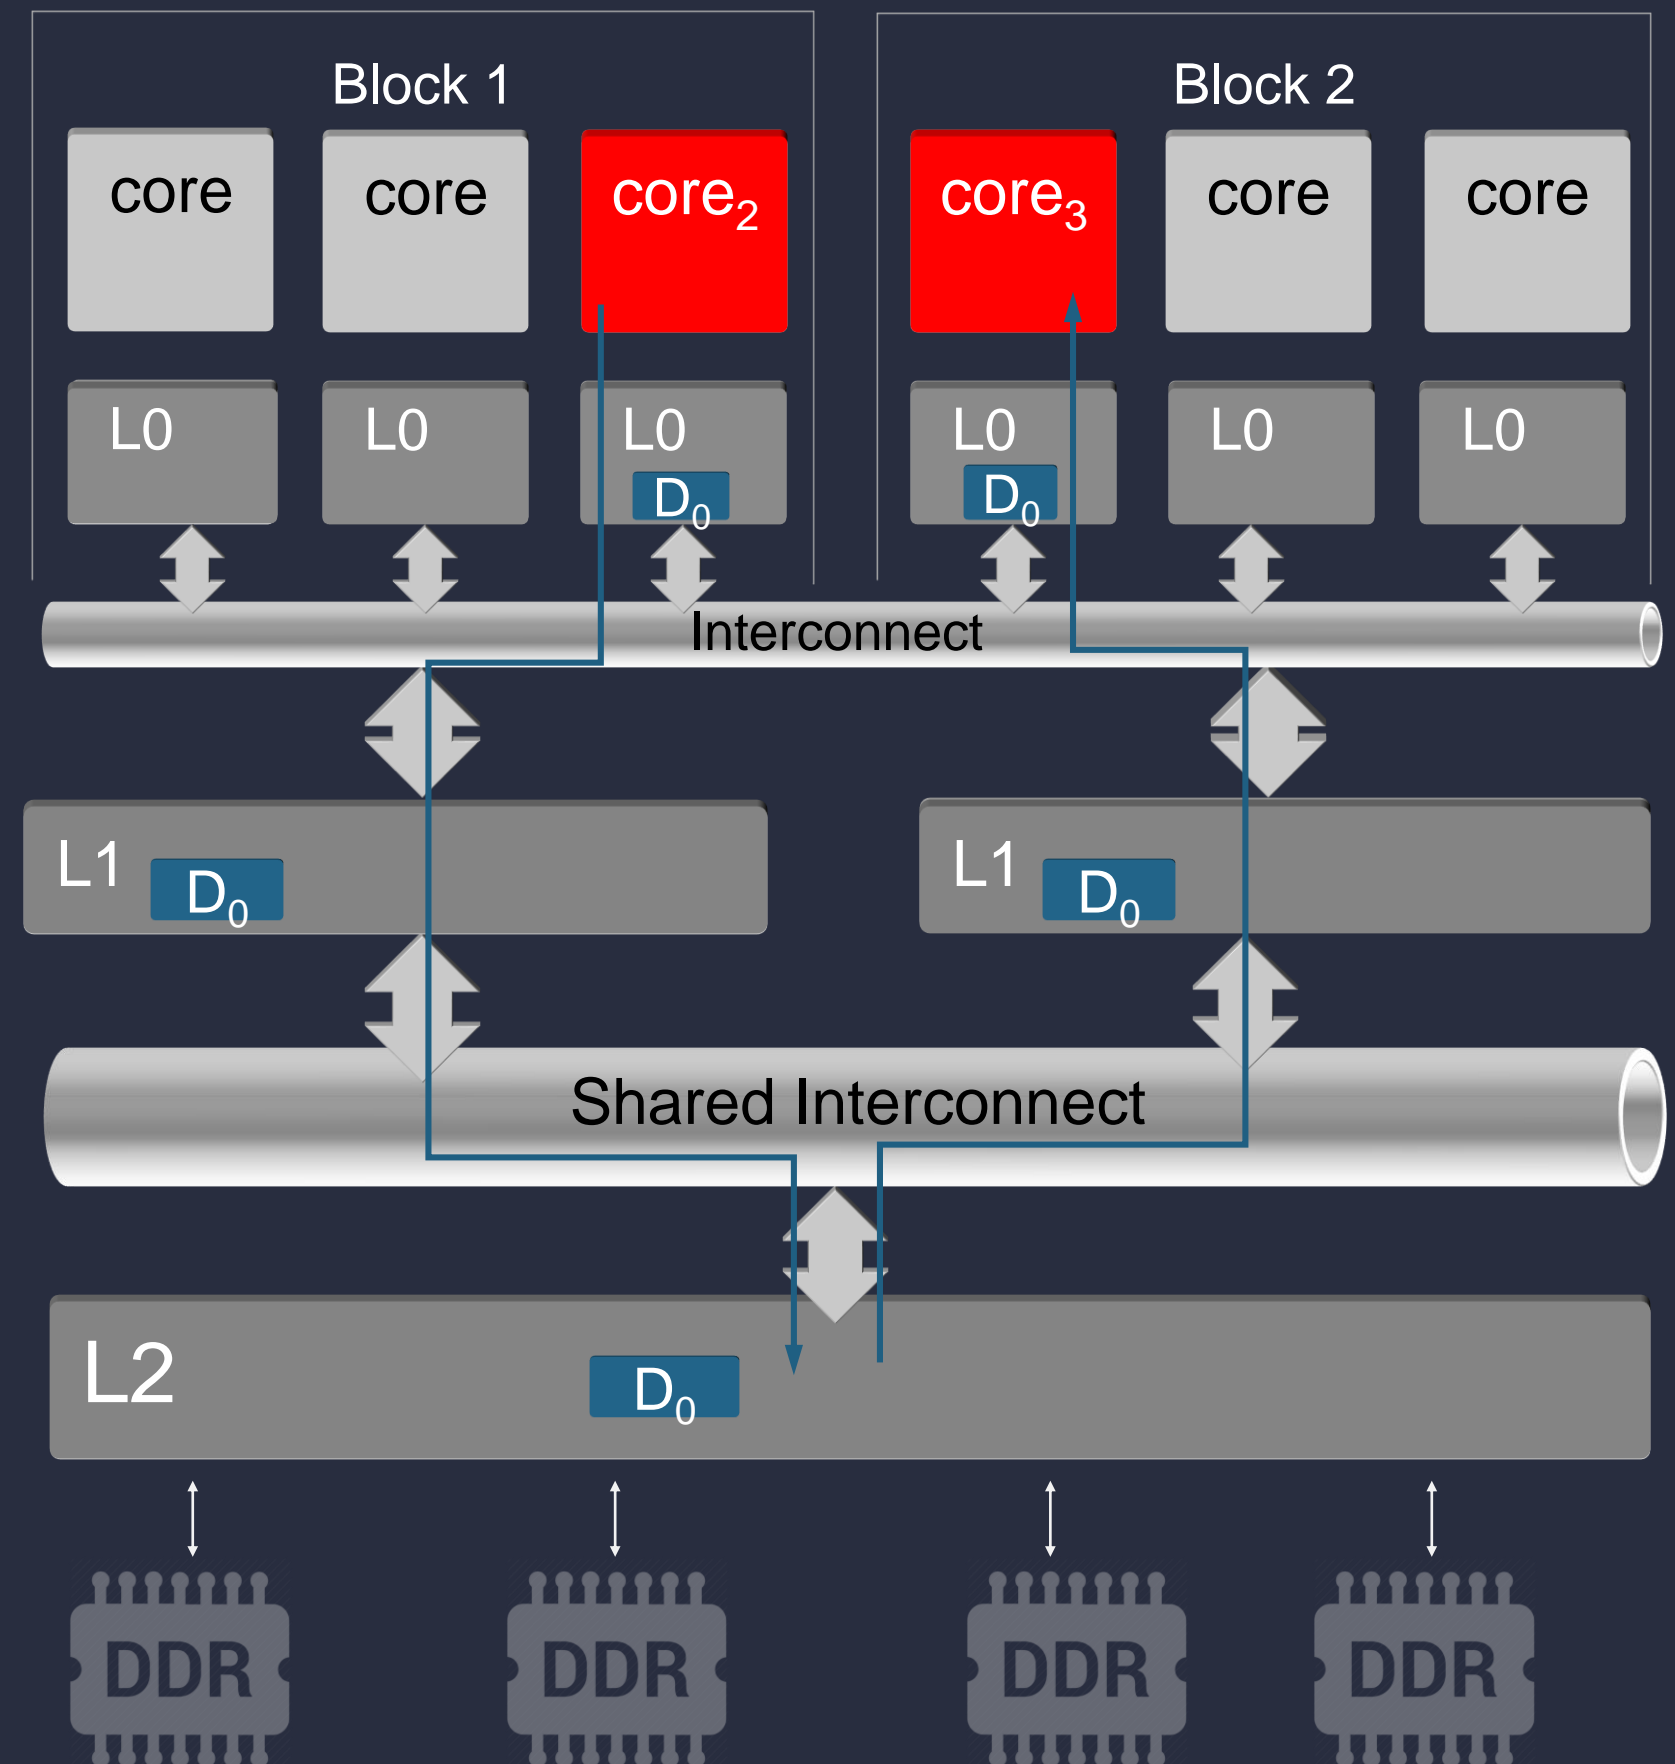 Block 1
Block 2
core
core
core₂
core₃
core
core
L0
L0
L0
D₀
L0
D₀
L0
L0
Interconnect
L1
D₀
L1
D₀
Shared Interconnect
L2
D₀
DDR
DDR
DDR
DDR